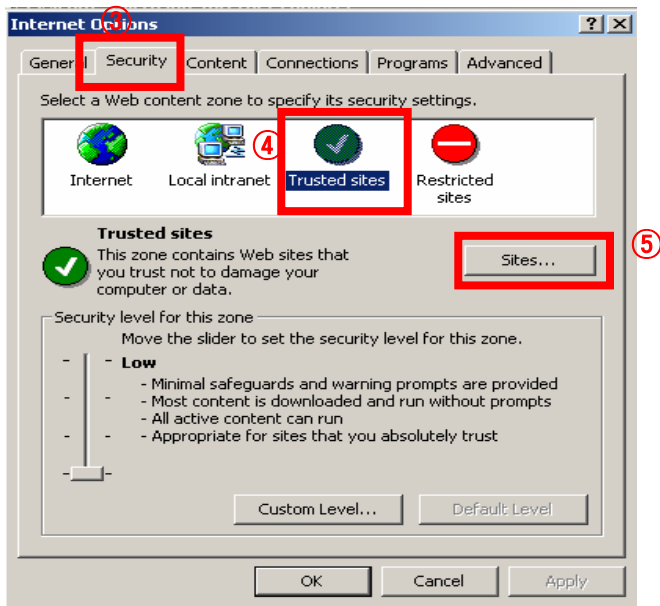 ③
Internet Options
General Security Content Connections Programs Advanced
Select a Web content zone to specify its security settings.
④
Internet Local intranet Trusted sites Restricted sites
Trusted sites
This zone contains Web sites that
you trust not to damage your
computer or data.
Sites...
⑤
Security level for this zone
Move the slider to set the security level for this zone.
Low
- Minimal safeguards and warning prompts are provided
- Most content is downloaded and run without prompts
- All active content can run
- Appropriate for sites that you absolutely trust
Custom Level... Default Level
OK Cancel Apply